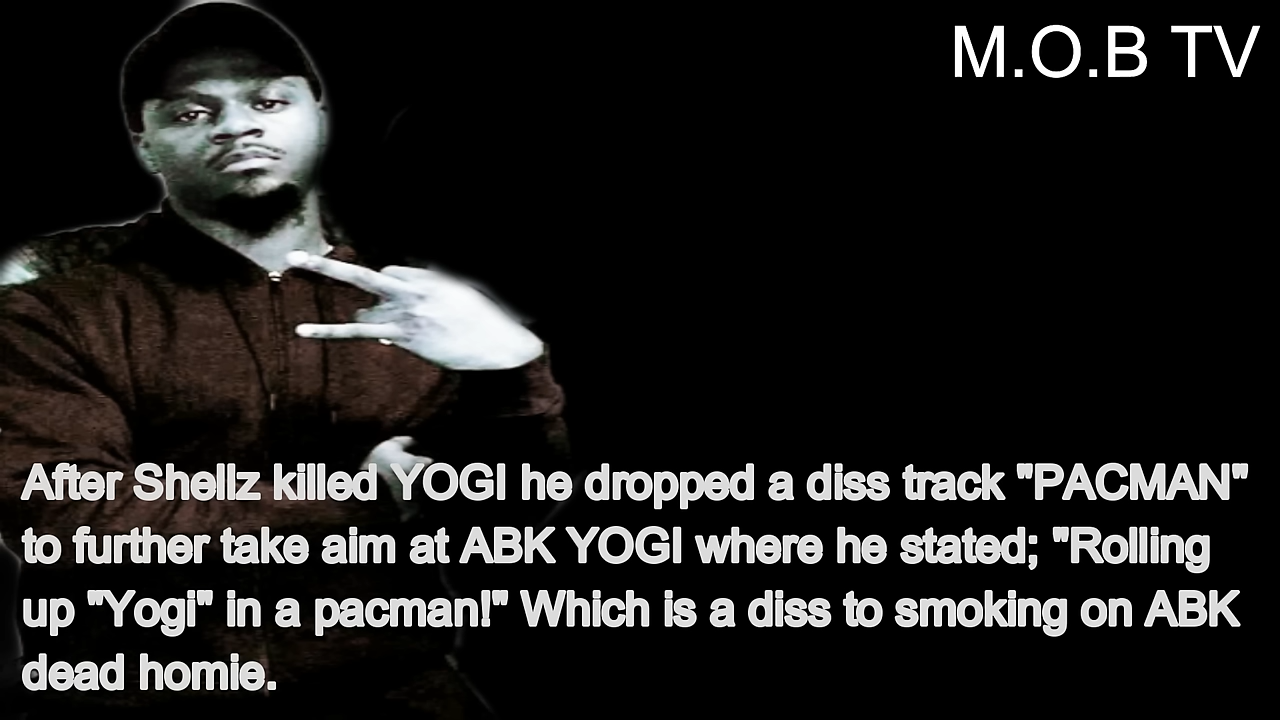 M.O.B TV
After Shellz killed YOGI he dropped a diss track "PACMAN"
to further take aim at ABK YOGI where he stated; "Rolling
up "Yogi" in a pacman!" Which is a diss to smoking on ABK
dead homie.